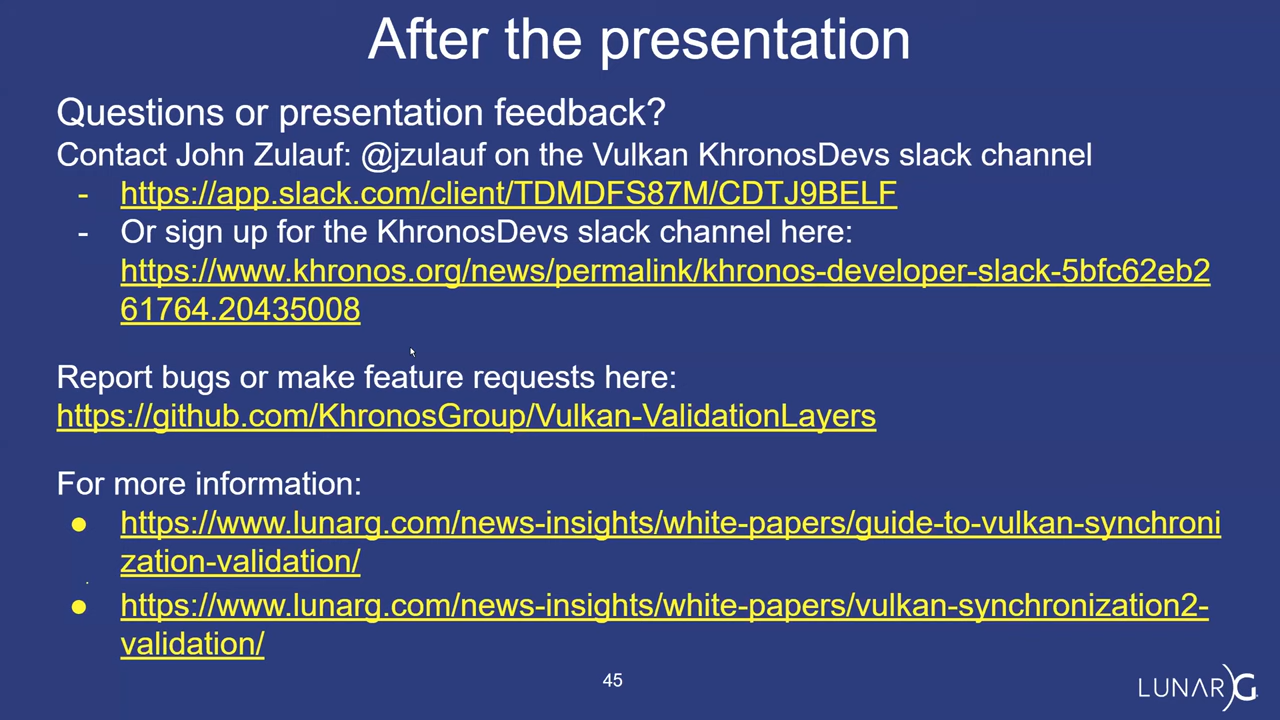 After the presentation
Questions or presentation feedback?
Contact John Zulauf: @jzulauf on the Vulkan KhronosDevs slack channel
- https://app.slack.com/client/TDMDFS87M/CDTJ9BELF
- Or sign up for the KhronosDevs slack channel here:
https://www.khronos.org/news/permalink/khronos-developer-slack-5bfc62eb2
61764.20435008
Report bugs or make feature requests here:
https://github.com/KhronosGroup/Vulkan-ValidationLayers
For more information:
● https://www.lunarg.com/news-insights/white-papers/guide-to-vulkan-synchroni
zation-validation/
● https://www.lunarg.com/news-insights/white-papers/vulkan-synchronization2-
validation/
45
LUNAR)G